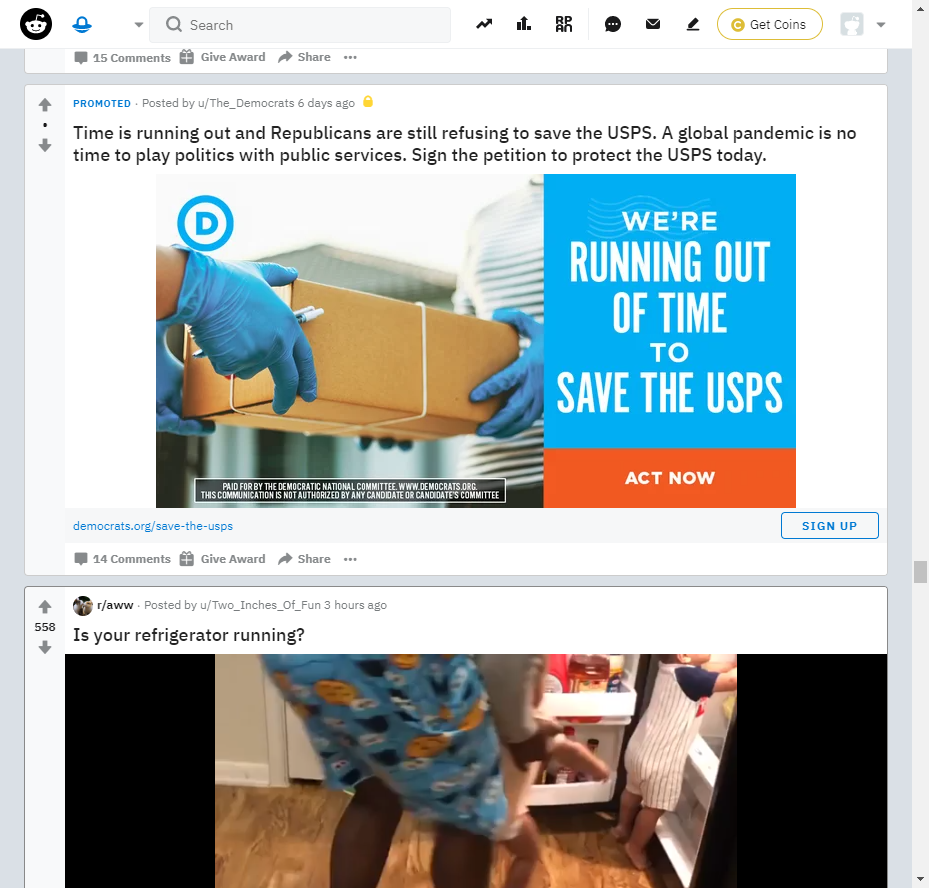 Search
Get Coins
15 Comments Give Award Share
PROMOTED · Posted by u/The_Democrats 6 days ago
Time is running out and Republicans are still refusing to save the USPS. A global pandemic is no
time to play politics with public services. Sign the petition to protect the USPS today.
D
WE'RE
RUNNING OUT
OF TIME
TO
SAVE THE USPS
ACT NOW
PAID FOR BY THE DEMOCRATIC NATIONAL COMMITTEE. WWW.DEMOCRATS.ORG.
THIS COMMUNICATION IS NOT AUTHORIZED BY ANY CANDIDATE OR CANDIDATE'S COMMITTEE
democrats.org/save-the-usps
SIGN UP
14 Comments Give Award Share
r/aww · Posted by u/Two_Inches_Of_Fun 3 hours ago
558
Is your refrigerator running?